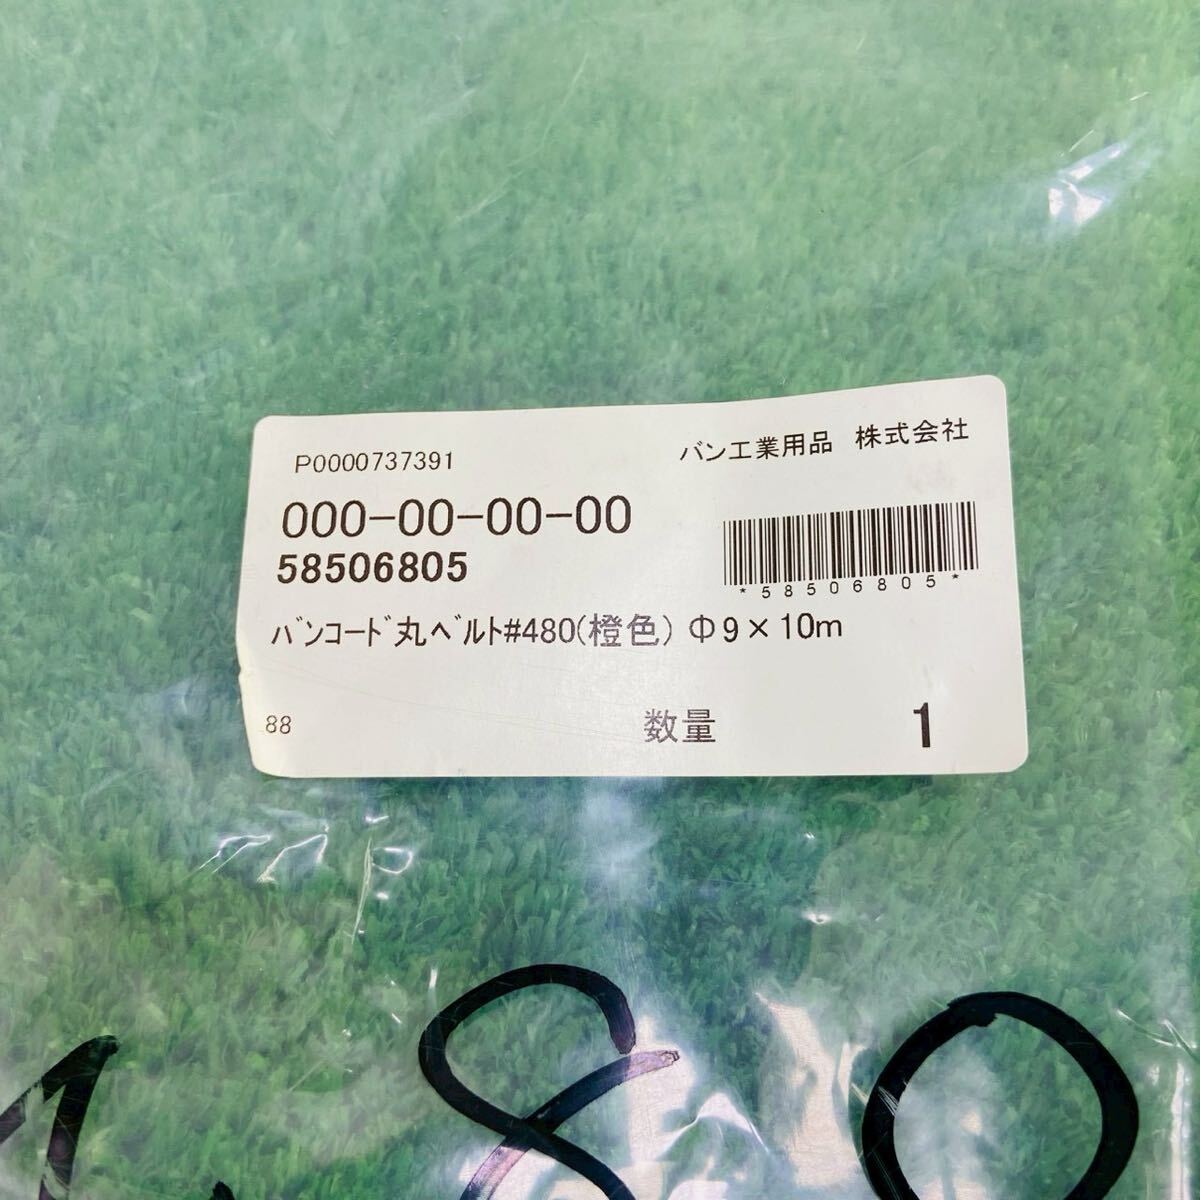 P0000737391
バン工業用品 株式会社
000-00-00-00
58506805
*58506805*
ﾊﾞﾝｺｰﾄﾞ丸ﾍﾞﾙﾄ#480(橙色) Φ9×10m
88
数量 1